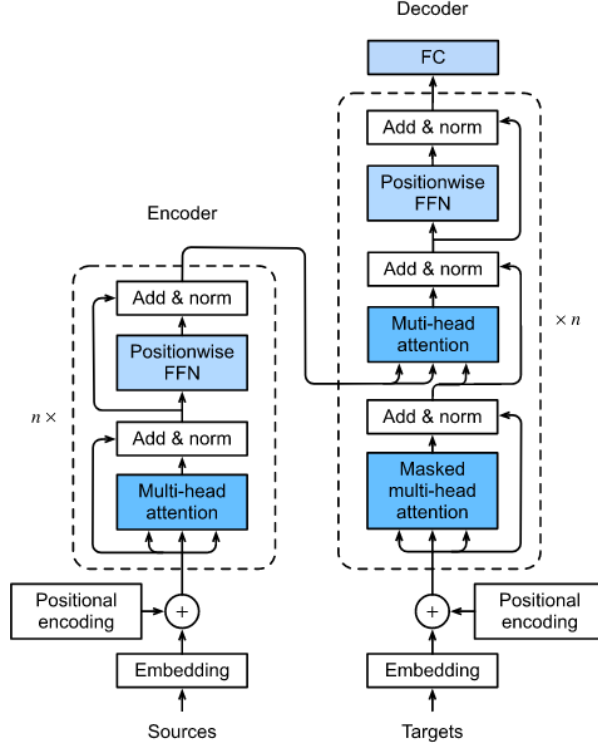 Decoder
FC
Add & norm
Positionwise
FFN
Encoder
Add & norm
Add & norm
Muti-head
attention
× n
Positionwise
FFN
n ×
Add & norm
Add & norm
Multi-head
attention
Masked
multi-head
attention
Positional
encoding
+
+
Positional
encoding
Embedding
Embedding
Sources
Targets